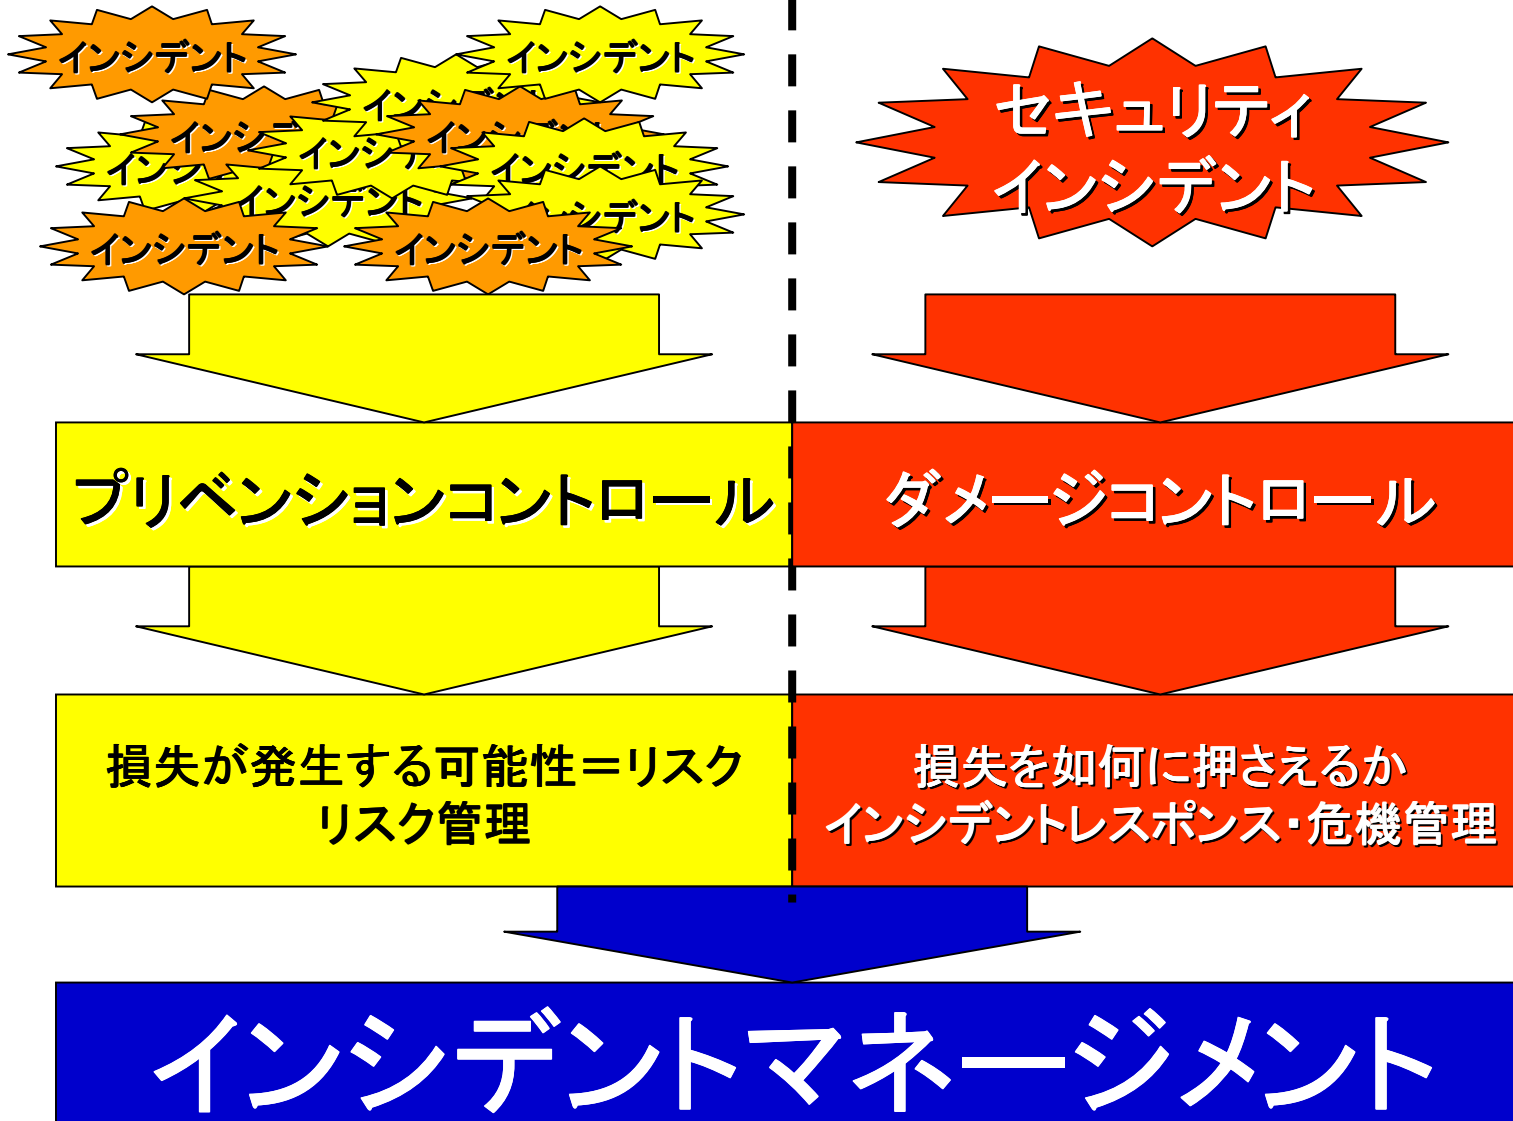 インシデント
インシデント
インシデント
インシデント
インシデント
インシデント
セキュリティ
インシデント
プリベンションコントロール
ダメージコントロール
損失が発生する可能性＝リスク
リスク管理
損失を如何に押さえるか
インシデントレスポンス・危機管理
インシデントマネージメント